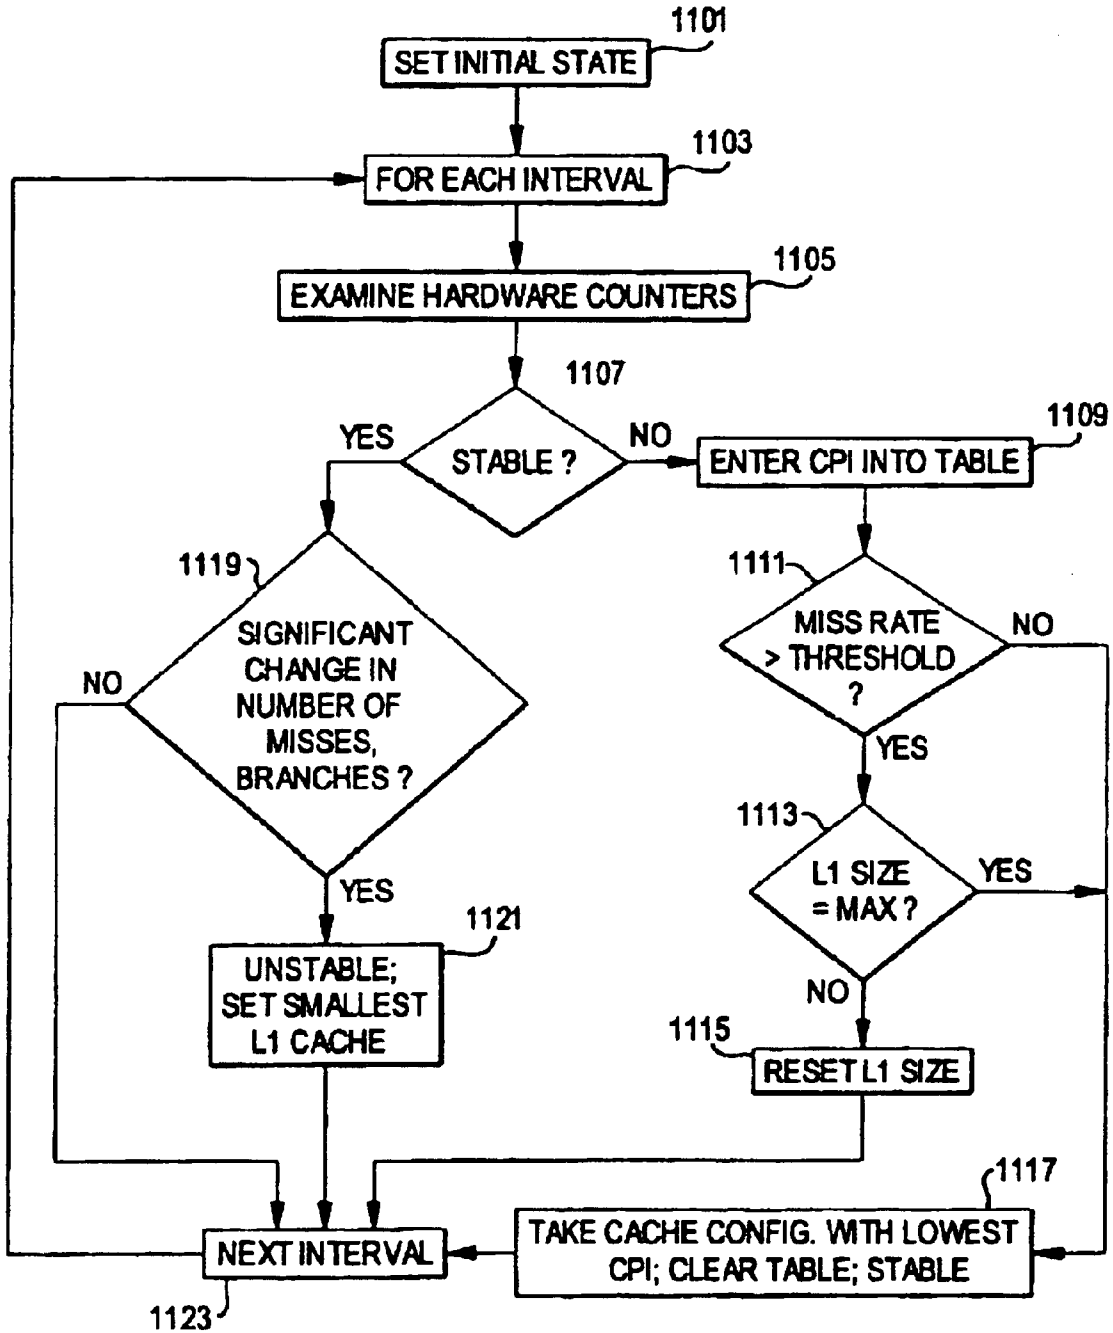 1101
SET INITIAL STATE
1103
FOR EACH INTERVAL
1105
EXAMINE HARDWARE COUNTERS
1107
STABLE ?
YES
NO
1109
ENTER CPI INTO TABLE
1119
SIGNIFICANT
CHANGE IN
NUMBER OF
MISSES,
BRANCHES ?
NO
YES
1111
MISS RATE
> THRESHOLD
?
NO
YES
1113
L1 SIZE
= MAX ?
YES
NO
1121
UNSTABLE;
SET SMALLEST
L1 CACHE
1115
RESET L1 SIZE
1117
TAKE CACHE CONFIG. WITH LOWEST
CPI; CLEAR TABLE; STABLE
NEXT INTERVAL
1123